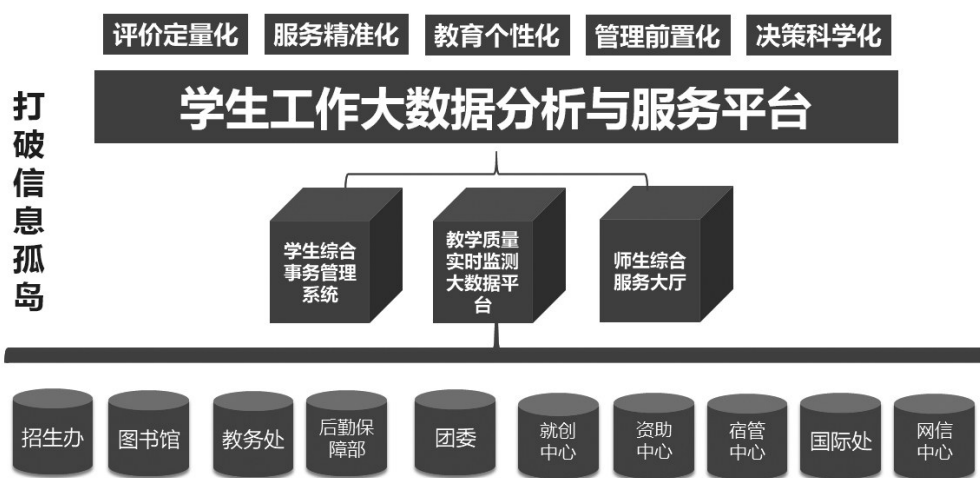 评价定量化 服务精准化 教育个性化 管理前置化 决策科学化
学生工作大数据分析与服务平台
打破信息孤岛
学生综合
事务管理
系统
教学质量
实时监测
大数据平
台
师生综合
服务大厅
招生办
图书馆
教务处
后勤保
障部
团委
就创
中心
资助
中心
宿管
中心
国际处
网信
中心